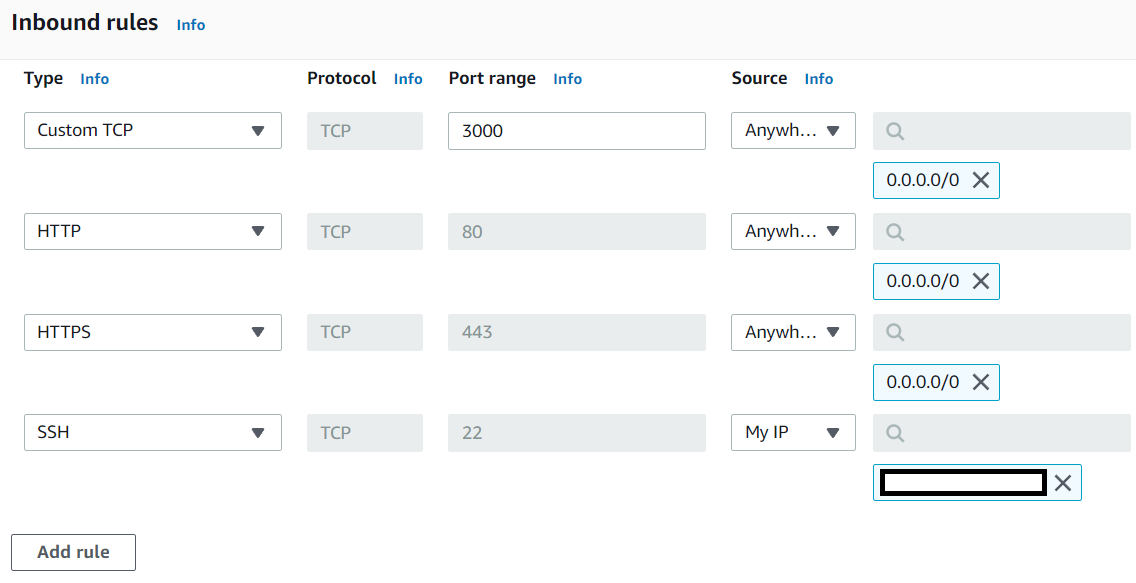 Inbound rules Info
Type Info Protocol Info Port range Info Source Info
Custom TCP TCP 3000 Anywh...
0.0.0.0/0
HTTP TCP 80 Anywh...
0.0.0.0/0
HTTPS TCP 443 Anywh...
0.0.0.0/0
SSH TCP 22 My IP
Add rule